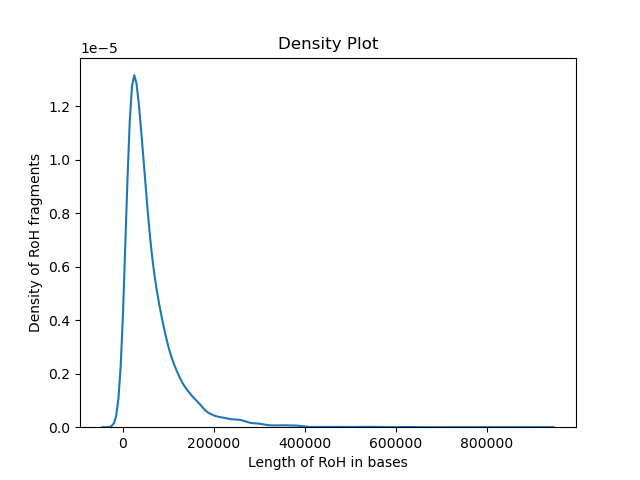 Density Plot
1e−5
1.2
1.0
0.8
0.6
0.4
0.2
0.0
Density of RoH fragments
0 200000 400000 600000 800000
Length of RoH in bases